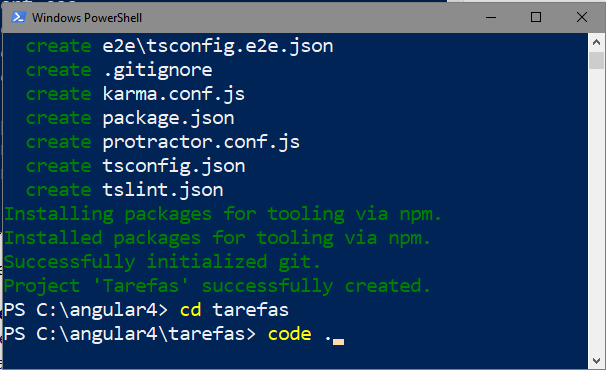 Windows PowerShell
create e2e\tsconfig.e2e.json
create .gitignore
create karma.conf.js
create package.json
create protractor.conf.js
create tsconfig.json
create tslint.json
Installing packages for tooling via npm.
Installed packages for tooling via npm.
Successfully initialized git.
Project 'Tarefas' successfully created.
PS C:\angular4> cd tarefas
PS C:\angular4\tarefas> code .